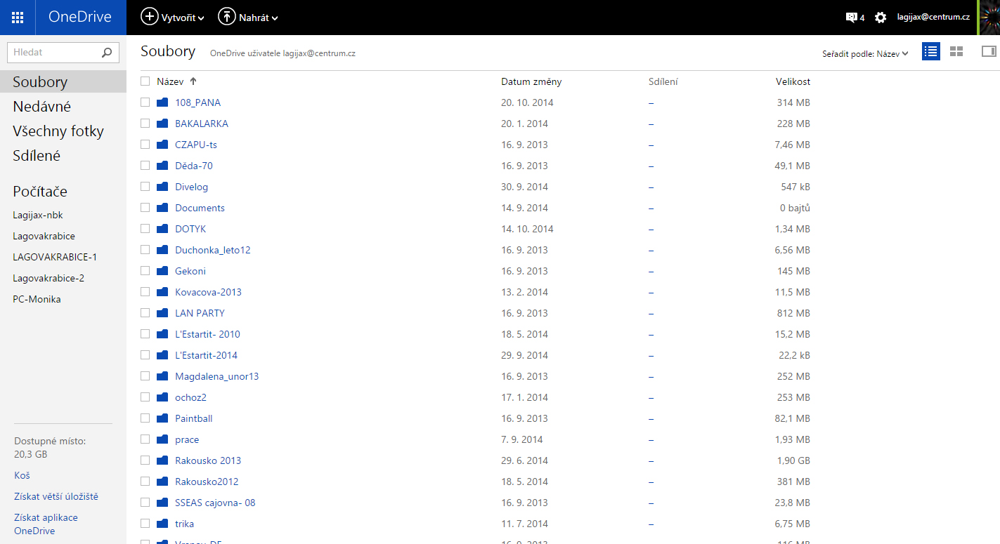 OneDrive
Vytvořit
Nahrát
4
lagijax@centrum.cz
Hledat
Soubory
Nedávné
Všechny fotky
Sdílené
Počítače
Lagijax-nbk
Lagovakrabice
LAGOVAKRABICE-1
Lagovakrabice-2
PC-Monika
Dostupné místo:
20,3 GB
Koš
Získat větší úložiště
Získat aplikace
OneDrive
Soubory OneDrive uživatele lagijax@centrum.cz
Seřadit podle: Název
Název Datum změny Sdílení Velikost
108_PANA 20. 10. 2014 – 314 MB
BAKALARKA 20. 1. 2014 – 228 MB
CZAPU-ts 16. 9. 2013 – 7,46 MB
Děda-70 16. 9. 2013 – 49,1 MB
Divelog 30. 9. 2014 – 547 kB
Documents 14. 9. 2014 – 0 bajtů
DOTYK 14. 10. 2014 – 1,34 MB
Duchonka_leto12 16. 9. 2013 – 6,56 MB
Gekoni 16. 9. 2013 – 145 MB
Kovacova-2013 13. 2. 2014 – 11,5 MB
LAN PARTY 16. 9. 2013 – 812 MB
L'Estartit- 2010 18. 5. 2014 – 15,2 MB
L'Estartit-2014 29. 9. 2014 – 22,2 kB
Magdalena_unor13 16. 9. 2013 – 252 MB
ochoz2 17. 1. 2014 – 253 MB
Paintball 16. 9. 2013 – 82,1 MB
prace 7. 9. 2014 – 1,93 MB
Rakousko 2013 29. 6. 2014 – 1,90 GB
Rakousko2012 18. 5. 2014 – 381 MB
SSEAS cajovna- 08 16. 9. 2013 – 23,8 MB
trika 11. 7. 2014 – 6,75 MB
16. 9. 2013 – 116 MB